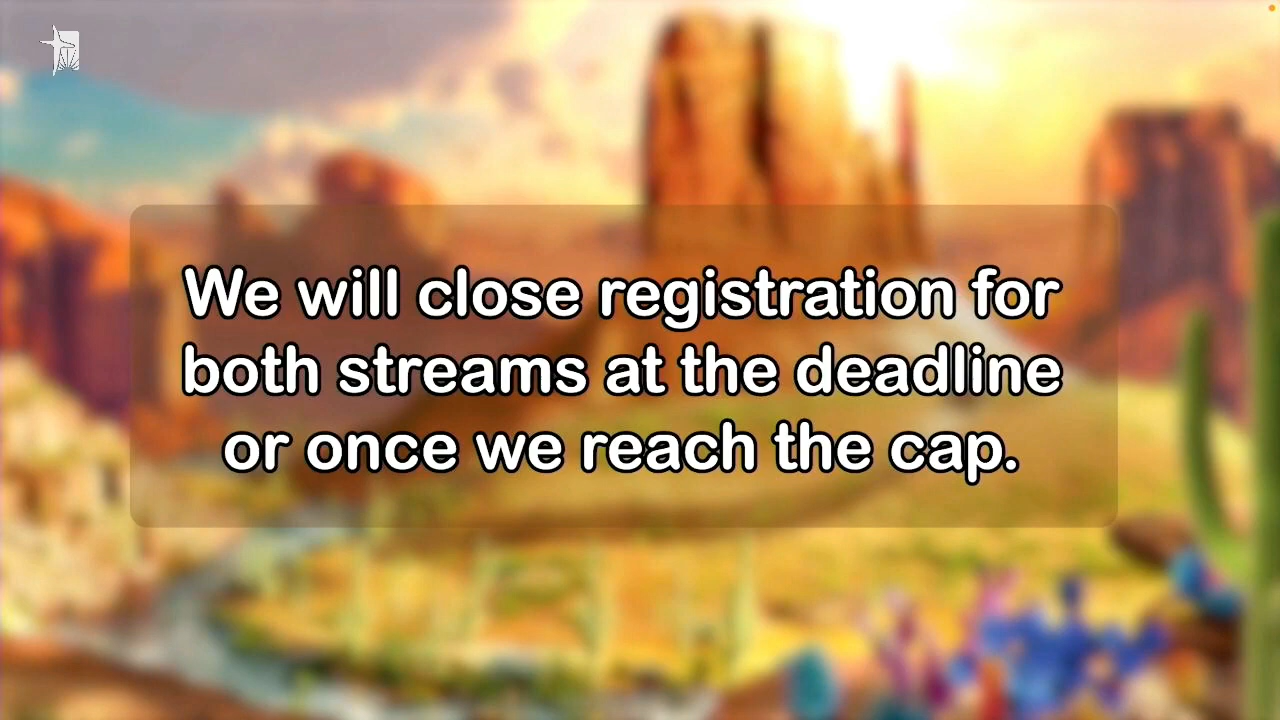 We will close registration for
both streams at the deadline
or once we reach the cap.